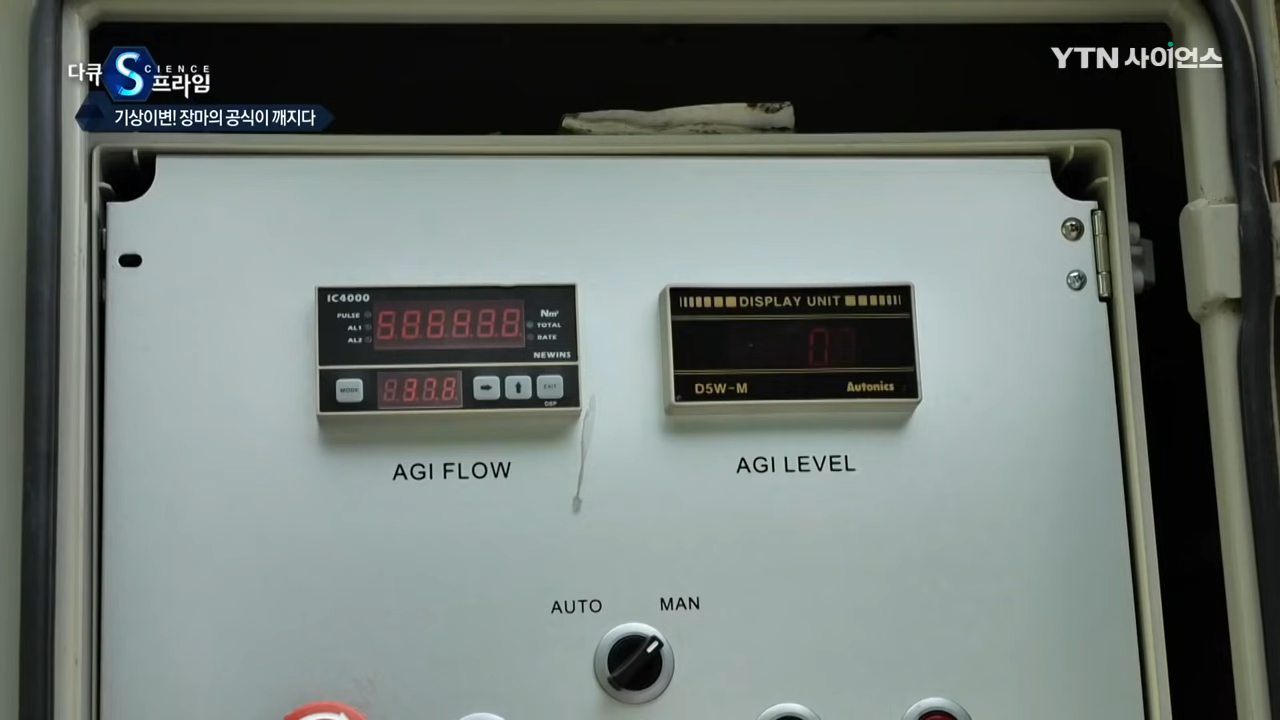 다큐 SCIENCE 프라임
YTN 사이언스
기상이변! 장마의 공식이 깨지다
IC4000
PULSE
AL1
AL2
Nm³
TOTAL
RATE
NEWINS
MODE
EXIT
DSP
DISPLAY UNIT
0
D5W-M
Autonics
AGI FLOW
AGI LEVEL
AUTO MAN